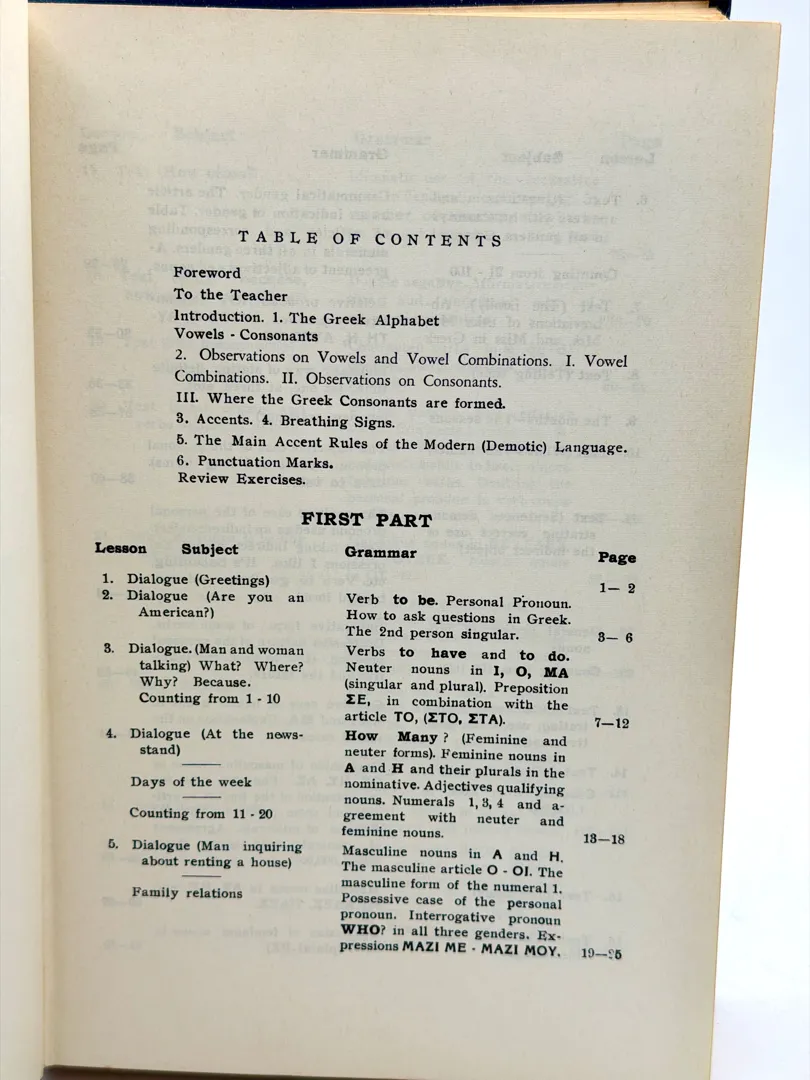 TABLE OF CONTENTS
Foreword
To the Teacher
Introduction. 1. The Greek Alphabet
Vowels - Consonants
2. Observations on Vowels and Vowel Combinations. I. Vowel
Combinations. II. Observations on Consonants.
III. Where the Greek Consonants are formed.
3. Accents. 4. Breathing Signs.
5. The Main Accent Rules of the Modern (Demotic) Language.
6. Punctuation Marks.
Review Exercises.
FIRST PART
Lesson Subject Grammar Page
1. Dialogue (Greetings) 1— 2
2. Dialogue (Are you an
American?)
Verb to be. Personal Pronoun.
How to ask questions in Greek.
The 2nd person singular. 3— 6
3. Dialogue. (Man and woman
talking) What? Where?
Why? Because.
Counting from 1 - 10
Verbs to have and to do.
Neuter nouns in I, O, MA
(singular and plural). Preposition
ΣΕ, in combination with the
article ΤΟ, (ΣΤΟ, ΣΤΑ). 7—12
4. Dialogue (At the news-
stand)
Days of the week
Counting from 11 - 20
How Many ? (Feminine and
neuter forms). Feminine nouns in
A and H and their plurals in the
nominative. Adjectives qualifying
nouns. Numerals 1, 3, 4 and a-
greement with neuter and
feminine nouns. 13—18
5. Dialogue (Man inquiring
about renting a house)
Family relations
Masculine nouns in A and H.
The masculine article O - OI. The
masculine form of the numeral 1.
Possessive case of the personal
pronoun. Interrogative pronoun
WHO? in all three genders. Ex-
pressions ΜΑΖΙ ΜΕ - ΜΑΖΙ ΜΟΥ. 19—25